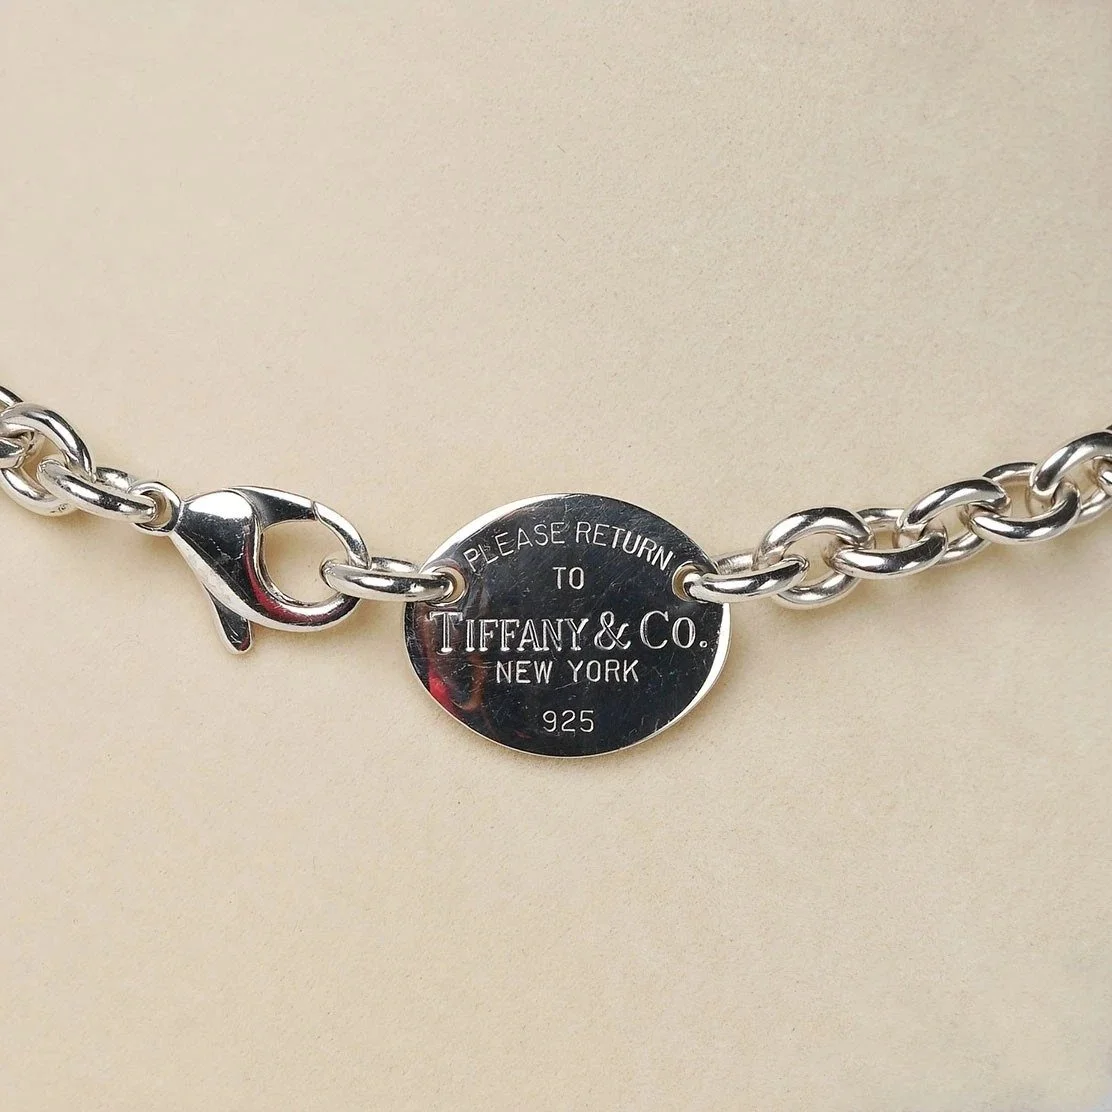 PLEASE RETURN
TO
TIFFANY & CO.
NEW YORK
925